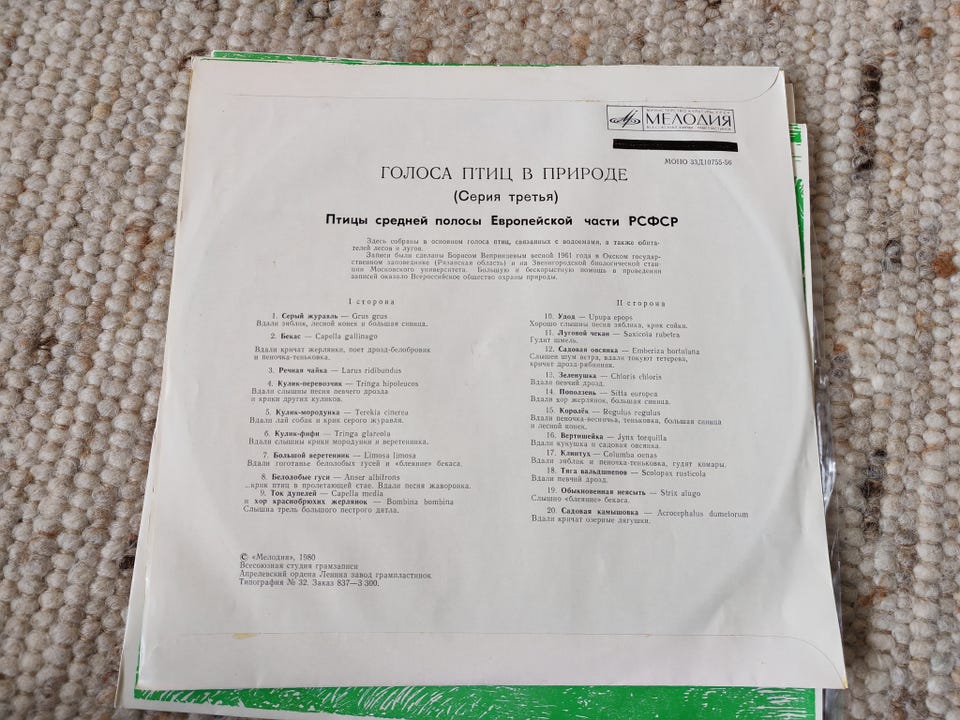 МЕЛОДИЯ
МОНО 33Д10755-56
ГОЛОСА ПТИЦ В ПРИРОДЕ
(Серия третья)
Птицы средней полосы Европейской части РСФСР
Здесь собраны в основном голоса птиц, связанных с водоемами, а также обита-
телей лесов и лугов.
Записи были сделаны Борисом Вепринцевым весной 1961 года в Окском государ-
ственном заповеднике (Рязанская область) и на Звенигородской биологической стан-
ции Московского университета. Большую и бескорыстную помощь в проведении
записей оказало Всероссийское общество охраны природы.
I сторона
1. Серый журавль — Grus grus
Вдали зяблик, лесной конек и большая синица.
2. Бекас — Capella gallinago
Вдали кричат жерлянки, поет дрозд-белобровик
и пеночка-теньковка.
3. Речная чайка — Larus ridibundus
4. Кулик-перевозчик — Tringa hipoleucos
Вдали слышны песня певчего дрозда
и крики других куликов.
5. Кулик-мородунка — Terekia cinerea
Вдали лай собак и крик серого журавля.
6. Кулик-фифи — Tringa glareola
Вдали слышны крики мородунки и веретенника.
7. Большой веретенник — Limosa limosa
Вдали гоготанье белолобых гусей и «блеяние» бекаса.
8. Белолобые гуси — Anser albifrons
...крик птиц в пролетающей стае. Вдали песня жаворонка.
9. Ток дупелей — Capella media
и хор краснобрюхих жерлянок — Bombina bombina
Слышна трель большого пестрого дятла.
II сторона
10. Удод — Upupa epops
Хорошо слышны песня зяблика, крик сойки.
11. Луговой чекан — Saxicola rubetra
Гудит шмель.
12. Садовая овсянка — Emberiza hortulana
Слышен шум ветра, вдали токуют тетерева,
кричат дрозд-рябинник.
13. Зеленушка — Chloris chloris
Вдали певчий дрозд.
14. Поползень — Sitta europea
Вдали хор жерлянок, большая синица.
15. Королёк — Regulus regulus
Вдали пеночка-весничка, теньковка, большая синица
и лесной конек.
16. Вертишейка — Jynx torquilla
Вдали кукушка и садовая овсянка.
17. Клинтух — Columba oenas
Вдали зяблик и пеночка-теньковка, гудят комары.
18. Тяга вальдшнепов — Scolopax rusticola
Вдали певчий дрозд.
19. Обыкновенная неясыть — Strix alugo
Слышно «блеяние» бекаса.
20. Садовая камышовка — Acrocephalus dumetorum
Вдали кричат озерные лягушки.
© «Мелодия», 1980
Всесоюзная студия грамзаписи
Апрелевский ордена Ленина завод грампластинок
Типография № 32. Заказ 837—3 300.